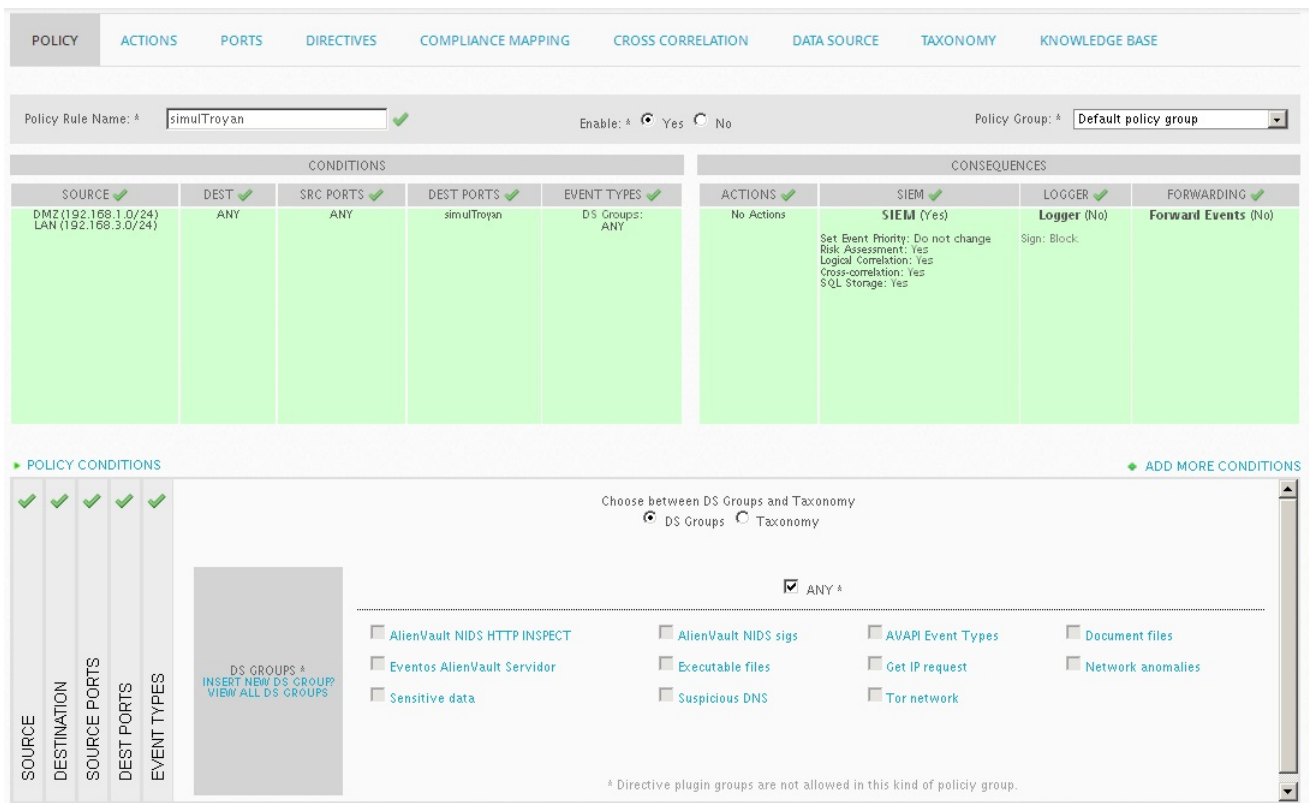 POLICY ACTIONS PORTS DIRECTIVES COMPLIANCE MAPPING CROSS CORRELATION DATA SOURCE TAXONOMY KNOWLEDGE BASE
Policy Rule Name: * simulTroyan Enable: * Yes No Policy Group: * Default policy group
CONDITIONS CONSEQUENCES
SOURCE DEST SRC PORTS DEST PORTS EVENT TYPES ACTIONS SIEM LOGGER FORWARDING
DMZ (192.168.1.0/24) ANY ANY simulTroyan DS Groups: No Actions SIEM (Yes) Logger (No) Forward Events (No)
LAN (192.168.3.0/24) ANY
Set Event Priority: Do not change Sign: Block
Risk Assessment: Yes
Logical Correlation: Yes
Cross-correlation: Yes
SQL Storage: Yes
POLICY CONDITIONS ADD MORE CONDITIONS
Choose between DS Groups and Taxonomy
DS Groups Taxonomy
ANY *
AlienVault NIDS HTTP INSPECT AlienVault NIDS sigs AVAPI Event Types Document files
Eventos AlienVault Servidor Executable files Get IP request Network anomalies
Sensitive data Suspicious DNS Tor network
DS GROUPS *
INSERT NEW DS GROUP?
VIEW ALL DS GROUPS
SOURCE
DESTINATION
SOURCE PORTS
DEST PORTS
EVENT TYPES
* Directive plugin groups are not allowed in this kind of policiy group.